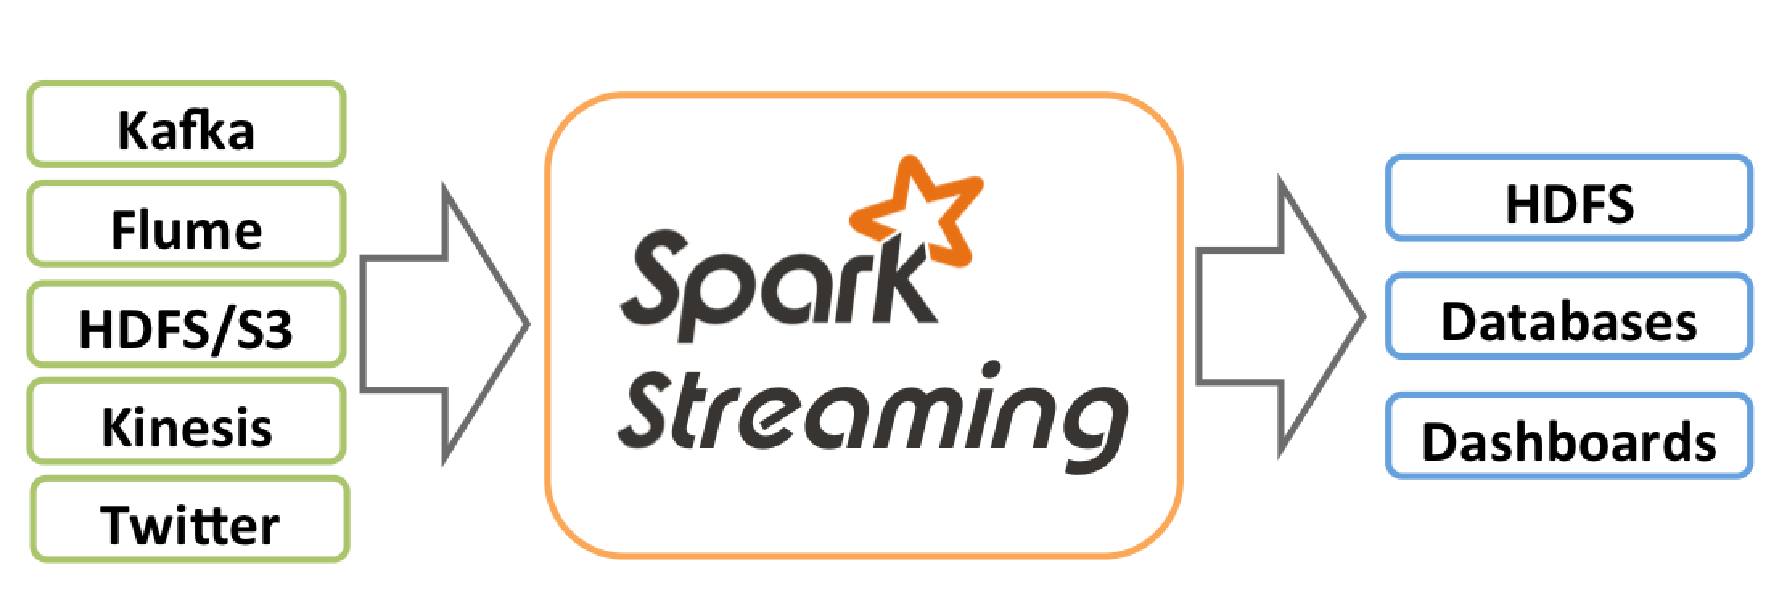 Kafka
Flume
HDFS/S3
Kinesis
Twitter
Spark
Streaming
HDFS
Databases
Dashboards